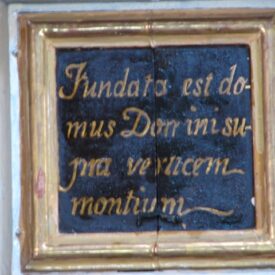 Fundata est do-
mus Domini su-
pra verticem
montium